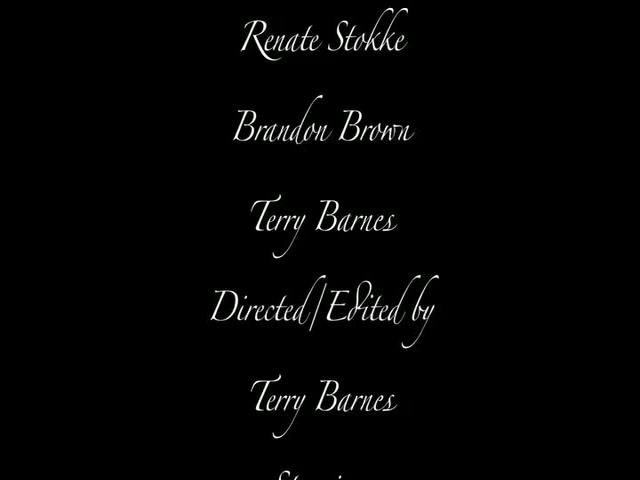 Renate Stokke
Brandon Brown
Terry Barnes
Directed/Edited by
Terry Barnes